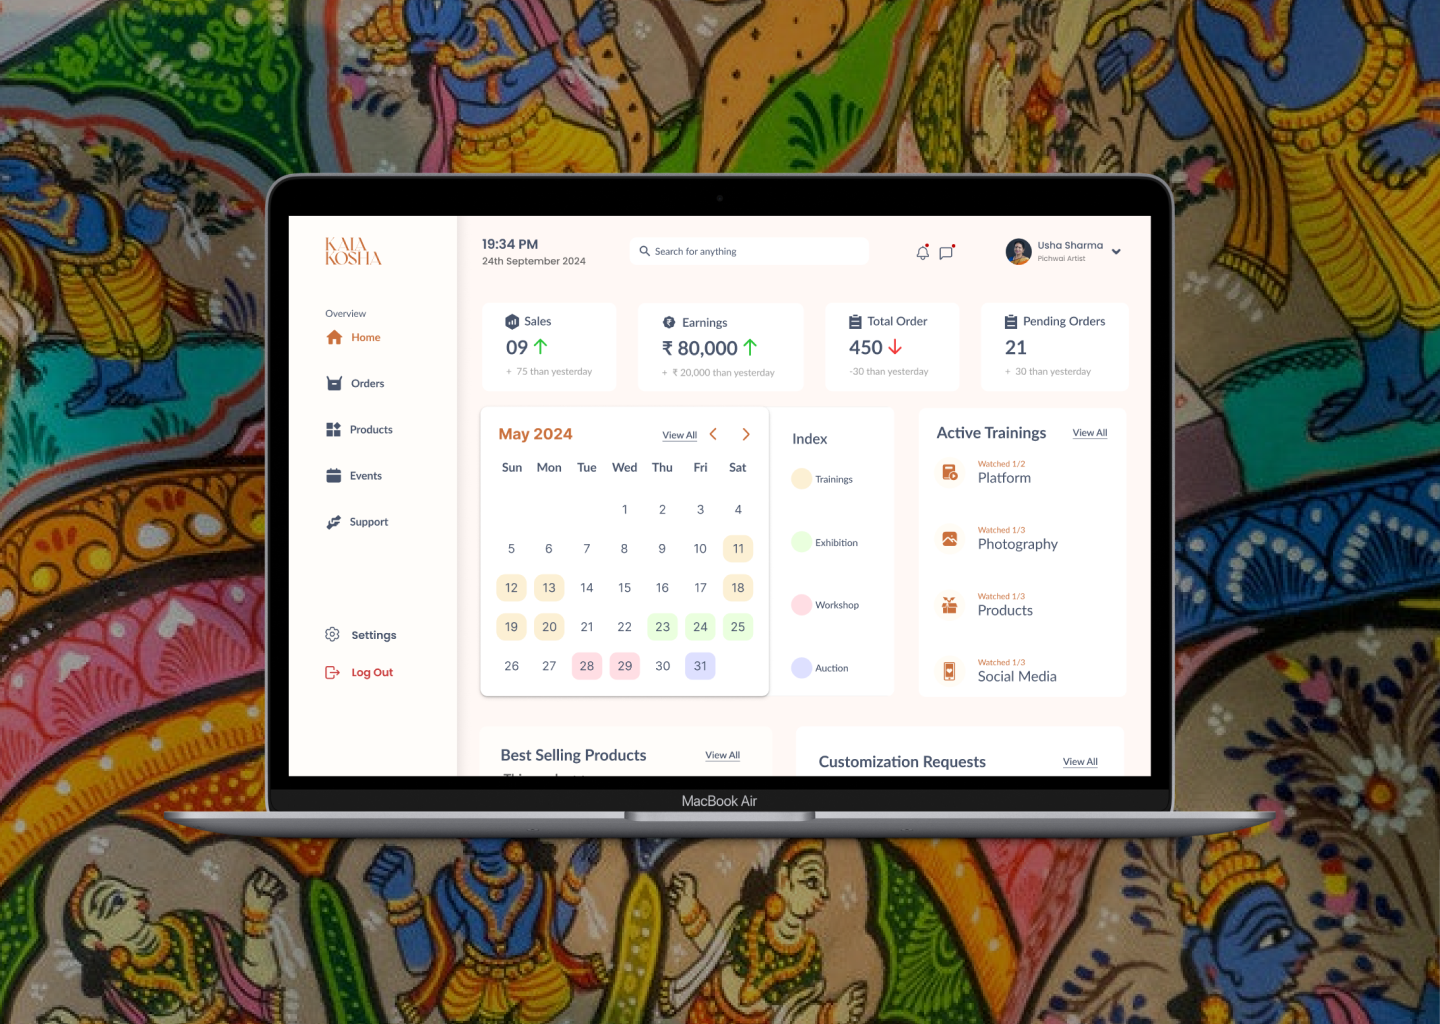 KALA
KOSHA
Overview
Home
Orders
Products
Events
Support
Settings
Log Out
19:34 PM
24th September 2024
Search for anything
Usha Sharma
Pichwai Artist
Sales
09
+ 75 than yesterday
Earnings
₹ 80,000
+ ₹ 20,000 than yesterday
Total Order
450
-30 than yesterday
Pending Orders
21
+ 30 than yesterday
May 2024
View All
Sun Mon Tue Wed Thu Fri Sat
1 2 3 4
5 6 7 8 9 10 11
12 13 14 15 16 17 18
19 20 21 22 23 24 25
26 27 28 29 30 31
Index
Trainings
Exhibition
Workshop
Auction
Active Trainings
View All
Watched 1/2
Platform
Watched 1/3
Photography
Watched 1/3
Products
Watched 1/3
Social Media
Best Selling Products
View All
Customization Requests
View All
MacBook Air